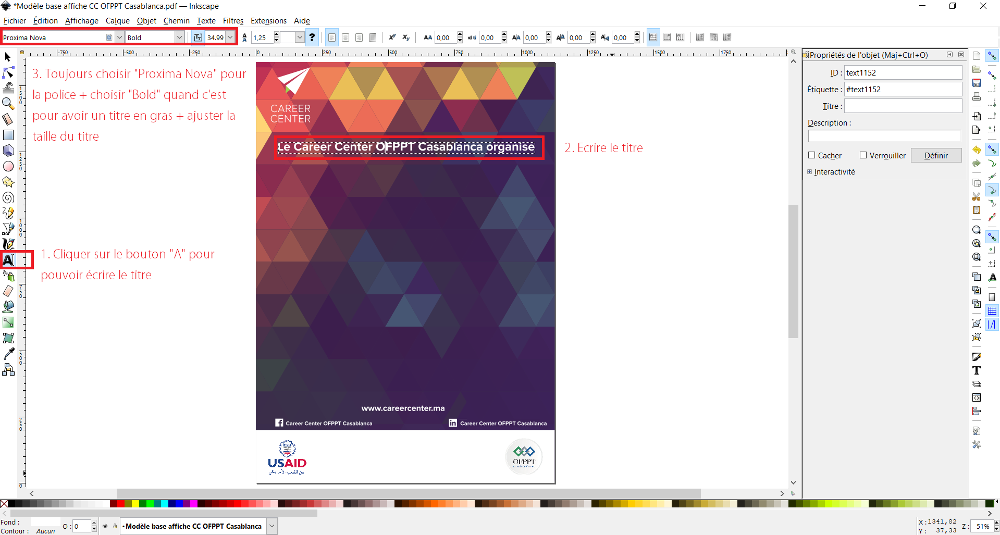 *Modèle base affiche CC OFPPT Casablanca.pdf — Inkscape
Fichier Édition Affichage Calque Objet Chemin Texte Filtres Extensions Aide
Proxima Nova Bold 34.99 1,25 ? 0,00 0,00 0,00 0,00 0,00
-750 -500 -250 0 250 500 750 1000 1250 1500 1750
3. Toujours choisir "Proxima Nova" pour
la police + choisir "Bold" quand c'est
pour avoir un titre en gras + ajuster la
taille du titre
CAREER
CENTER
Le Career Center OFPPT Casablanca organise
2. Ecrire le titre
1. Cliquer sur le bouton "A" pour
pouvoir écrire le titre
www.careercenter.ma
Career Center OFPPT Casablanca
Career Center OFPPT Casablanca
USAID
من الشعب الأمريكي
OFPPT
Propriétés de l'objet (Maj+Ctrl+O)
ID : text1152
Étiquette : #text1152
Titre :
Description :
Cacher Verrouiller Définir
Interactivité
Fond :
Contour : Aucun
O : 0
•Modèle base affiche CC OFPPT Casablanca
X : 1341,82
Y : 37,33
Z : 51%